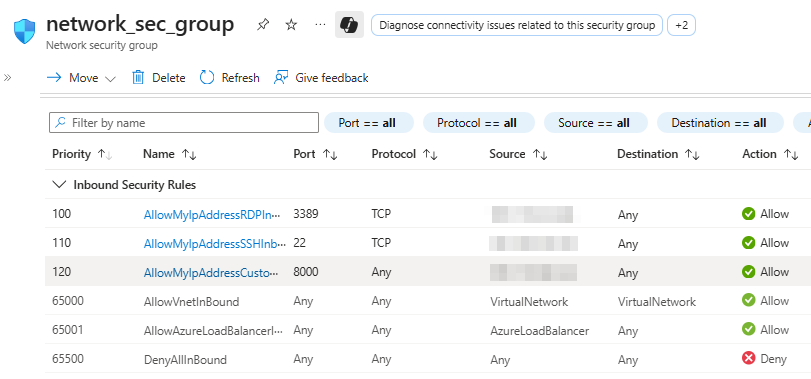 network_sec_group
Diagnose connectivity issues related to this security group
+2
Network security group
Move Delete Refresh Give feedback
Filter by name Port == all Protocol == all Source == all Destination == all
Priority Name Port Protocol Source Destination Action
Inbound Security Rules
100 AllowMyIpAddressRDPIn··· 3389 TCP Any Allow
110 AllowMyIpAddressSSHInb··· 22 TCP Any Allow
120 AllowMyIpAddressCusto··· 8000 Any Any Allow
65000 AllowVnetInBound Any Any VirtualNetwork VirtualNetwork Allow
65001 AllowAzureLoadBalancerI··· Any Any AzureLoadBalancer Any Allow
65500 DenyAllInBound Any Any Any Any Deny